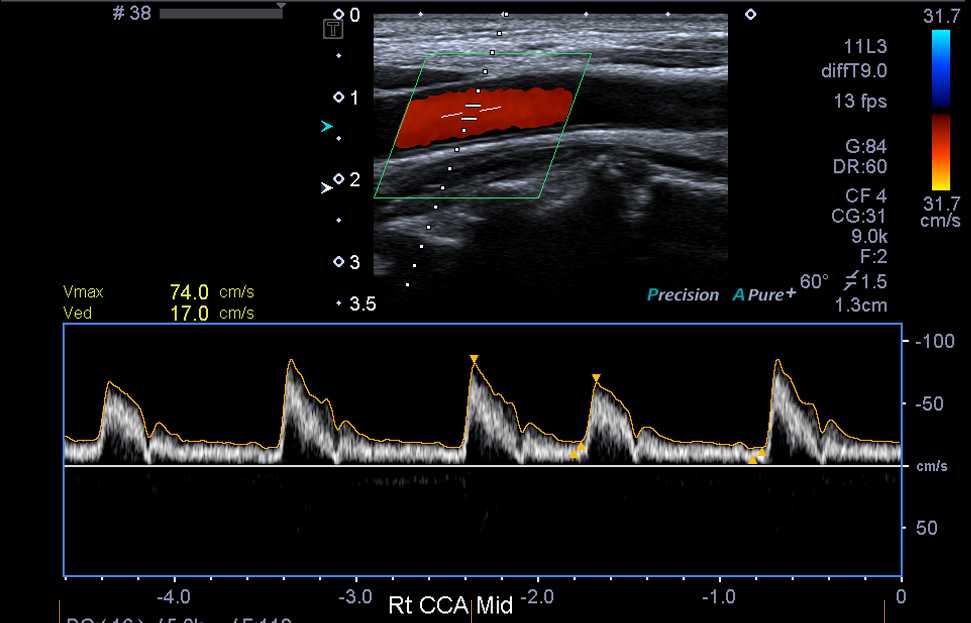 # 38
T
0
1
2
3
3.5
31.7
11L3
diffT9.0
13 fps
G:84
DR:60
CF 4
CG:31
9.0k
F:2
60° 1.5
1.3cm
31.7
cm/s
Precision A Pure+
Vmax 74.0 cm/s
Ved 17.0 cm/s
-100
-50
cm/s
50
-4.0 -3.0 -2.0 -1.0 0
Rt CCA Mid